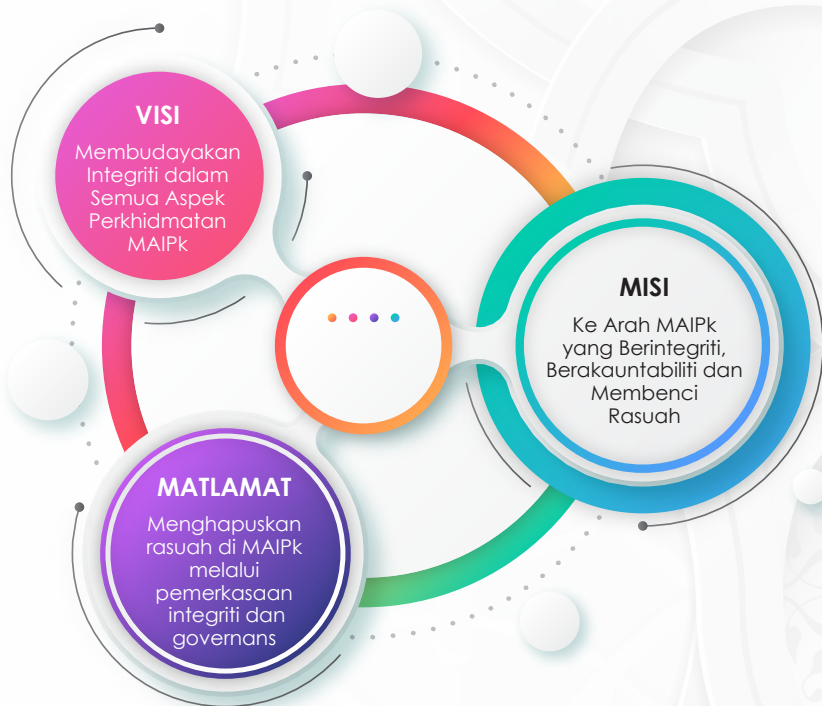 VISI
Membudayakan
Integriti dalam
Semua Aspek
Perkhidmatan
MAIPk
MISI
Ke Arah MAIPk
yang Berintegriti,
Berakauntabiliti dan
Membenci
Rasuah
MATLAMAT
Menghapuskan
rasuah di MAIPk
melalui
pemerkasaan
integriti dan
governans